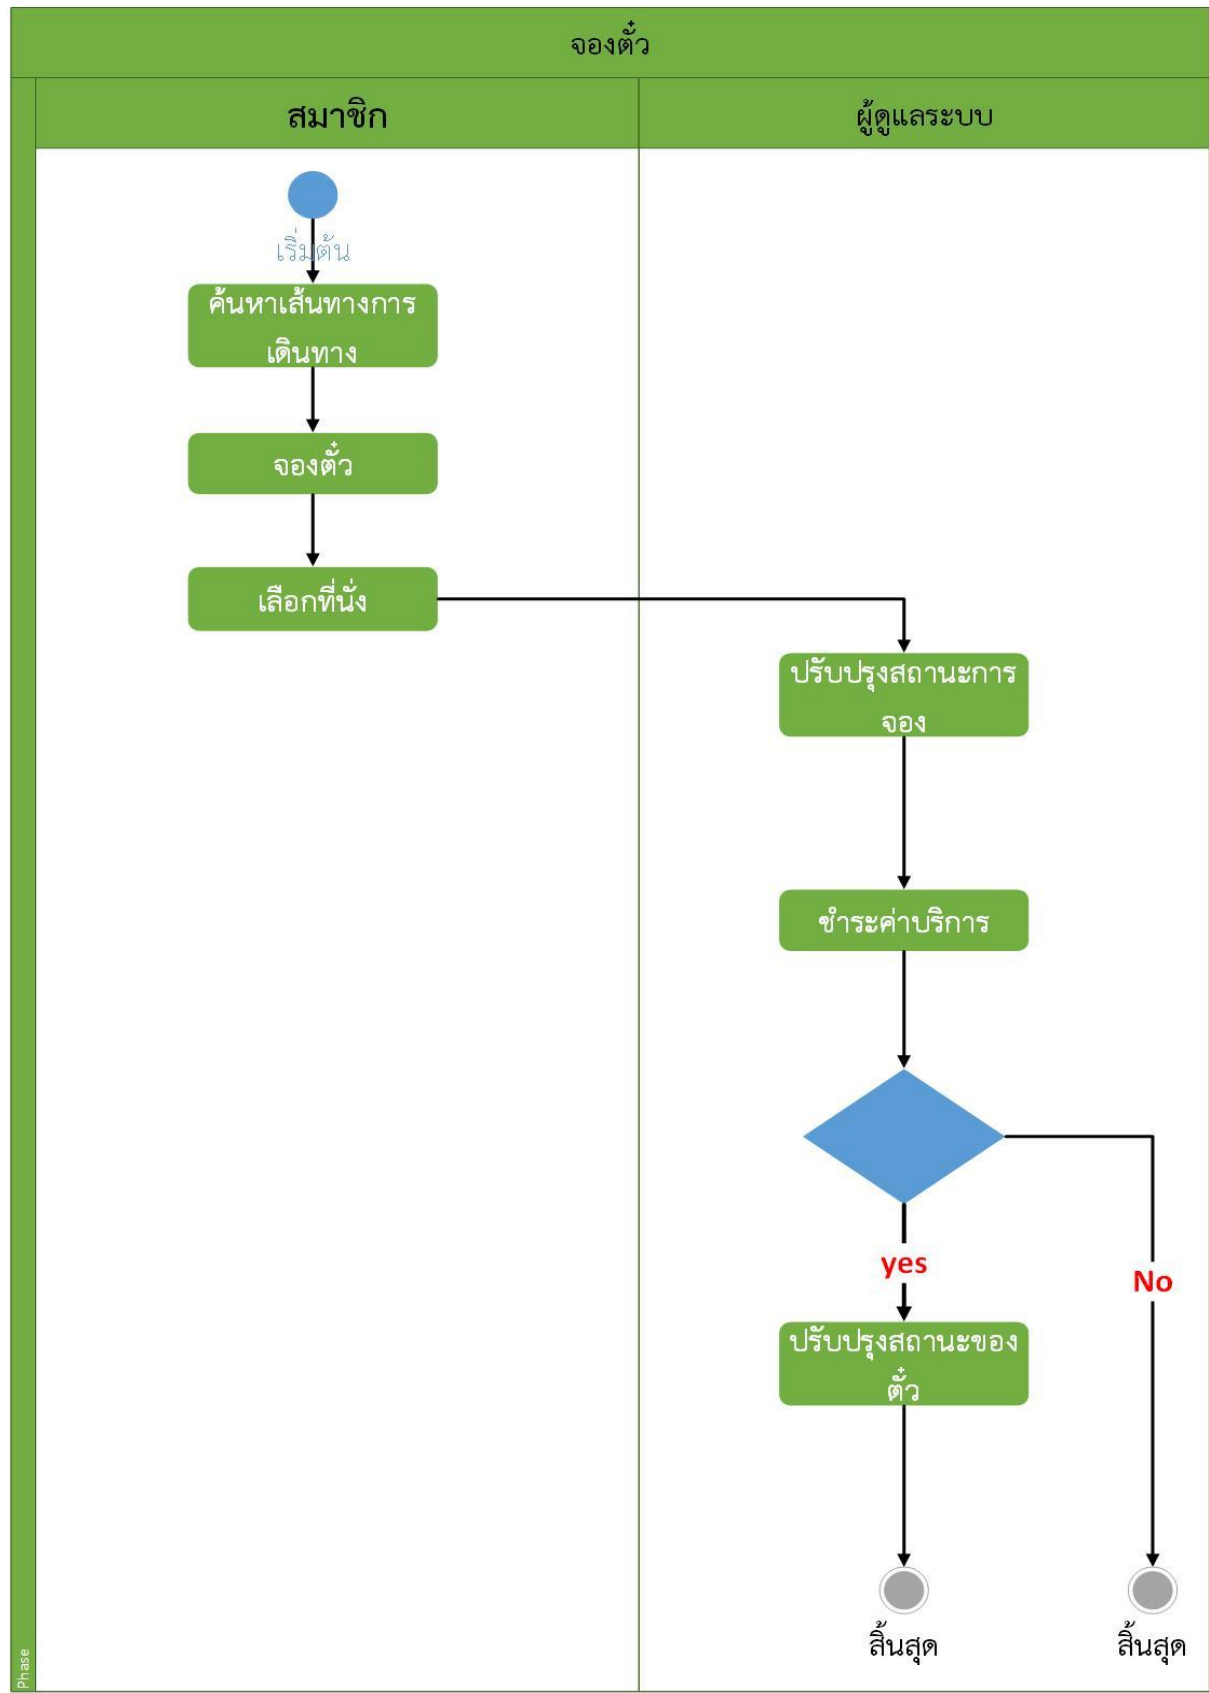 จองตั๋ว
สมาชิก
ผู้ดูแลระบบ
เริ่มต้น
ค้นหาเส้นทางการ
เดินทาง
จองตั๋ว
เลือกที่นั่ง
ปรับปรุงสถานะการ
จอง
ชำระค่าบริการ
yes
No
ปรับปรุงสถานะของ
ตั๋ว
สิ้นสุด
สิ้นสุด
Phase